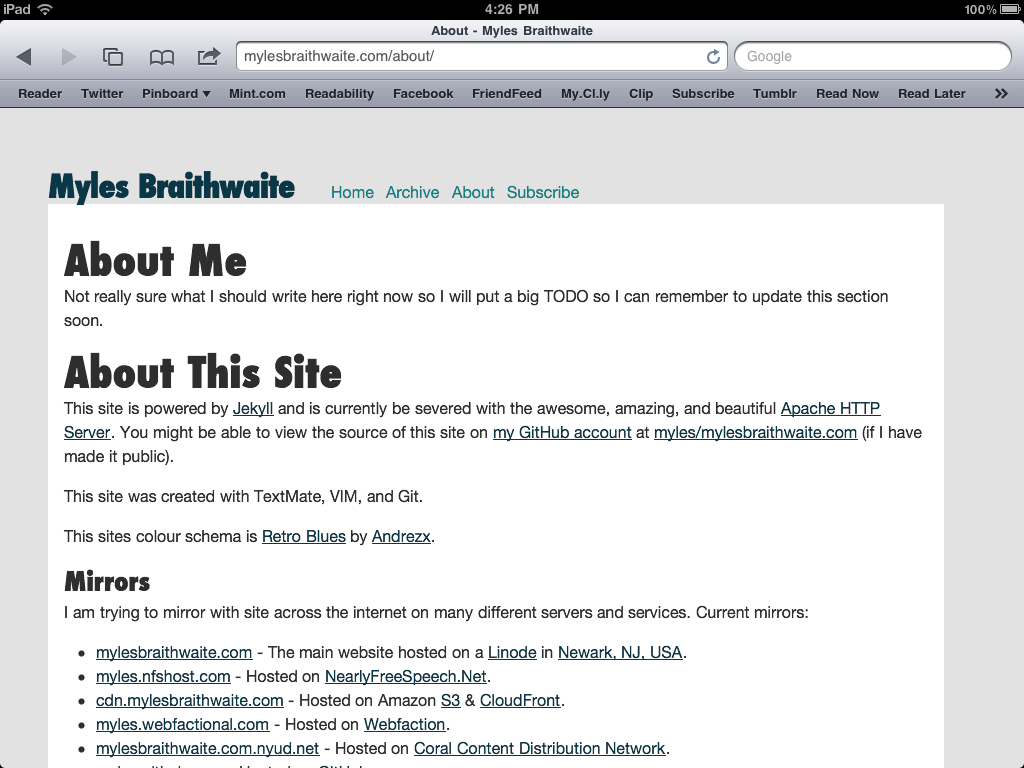 iPad 4:26 PM 100%
About - Myles Braithwaite
mylesbraithwaite.com/about/ Google
Reader Twitter Pinboard ▼ Mint.com Readability Facebook FriendFeed My.Cl.ly Clip Subscribe Tumblr Read Now Read Later »
Myles Braithwaite Home Archive About Subscribe
About Me
Not really sure what I should write here right now so I will put a big TODO so I can remember to update this section
soon.
About This Site
This site is powered by Jekyll and is currently be severed with the awesome, amazing, and beautiful Apache HTTP
Server. You might be able to view the source of this site on my GitHub account at myles/mylesbraithwaite.com (if I have
made it public).
This site was created with TextMate, VIM, and Git.
This sites colour schema is Retro Blues by Andrezx.
Mirrors
I am trying to mirror with site across the internet on many different servers and services. Current mirrors:
• mylesbraithwaite.com - The main website hosted on a Linode in Newark, NJ, USA.
• myles.nfshost.com - Hosted on NearlyFreeSpeech.Net.
• cdn.mylesbraithwaite.com - Hosted on Amazon S3 & CloudFront.
• myles.webfactional.com - Hosted on Webfaction.
• mylesbraithwaite.com.nyud.net - Hosted on Coral Content Distribution Network.